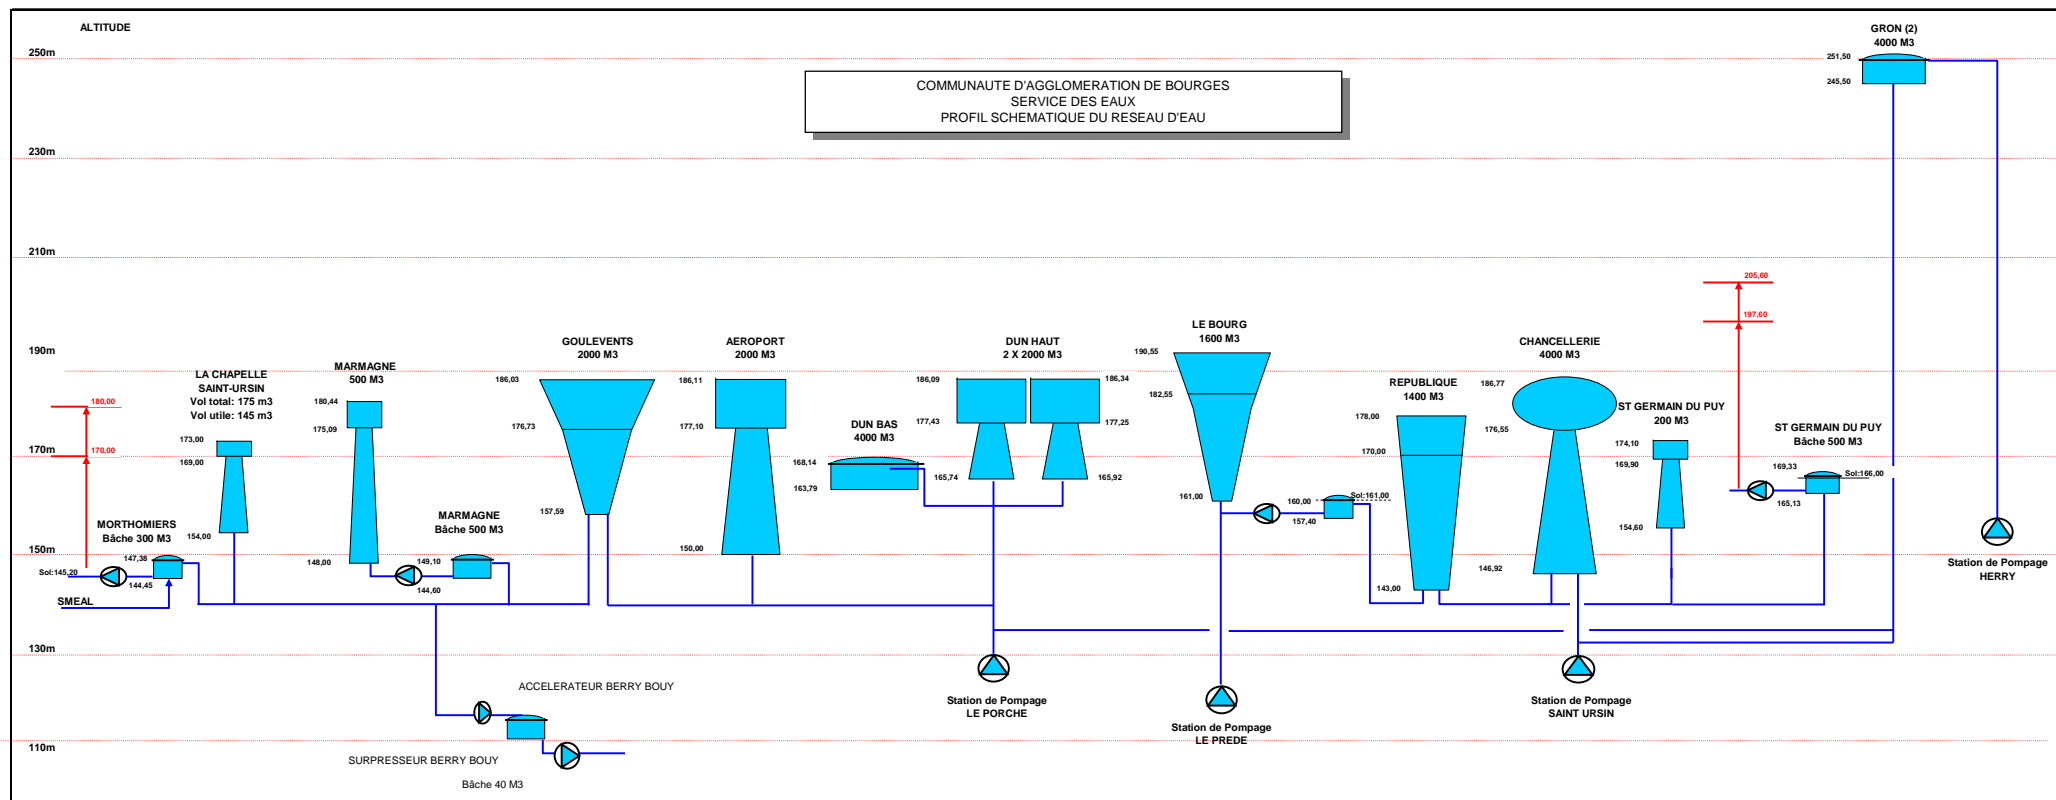 ALTITUDE
250m
230m
210m
190m
170m
150m
130m
110m
COMMUNAUTE D'AGGLOMERATION DE BOURGES
SERVICE DES EAUX
PROFIL SCHEMATIQUE DU RESEAU D'EAU
GRON (2)
4000 M3
251,50
245,50
180,00
170,00
MORTHOMIERS
Bâche 300 M3
147,38
Sol:145,20
144,45
SMEAL
LA CHAPELLE
SAINT-URSIN
Vol total: 175 m3
Vol utile: 145 m3
173,00
169,00
154,00
MARMAGNE
500 M3
180,44
175,09
148,00
MARMAGNE
Bâche 500 M3
149,10
144,60
GOULEVENTS
2000 M3
186,03
176,73
157,59
AEROPORT
2000 M3
186,11
177,10
150,00
DUN BAS
4000 M3
168,14
163,79
DUN HAUT
2 X 2000 M3
186,09
186,34
177,43
177,25
165,74
165,92
LE BOURG
1600 M3
190,55
182,55
161,00
160,00
157,40
Sol:161,00
REPUBLIQUE
1400 M3
178,00
170,00
143,00
CHANCELLERIE
4000 M3
186,77
176,55
146,92
ST GERMAIN DU PUY
200 M3
174,10
169,90
154,60
205,60
197,60
ST GERMAIN DU PUY
Bâche 500 M3
169,33
Sol:166,00
165,13
Station de Pompage
HERRY
ACCELERATEUR BERRY BOUY
SURPRESSEUR BERRY BOUY
Bâche 40 M3
Station de Pompage
LE PORCHE
Station de Pompage
LE PREDE
Station de Pompage
SAINT URSIN